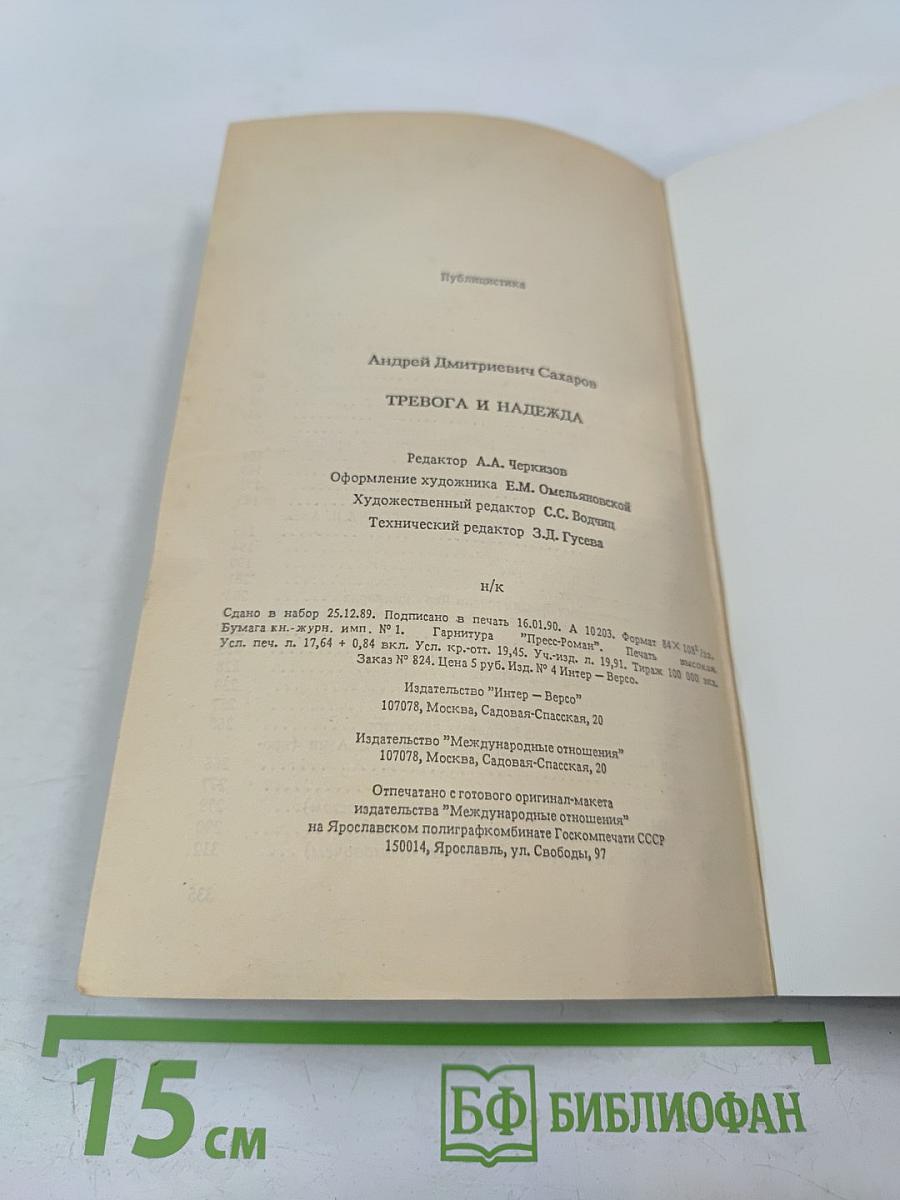 Публицистика
Андрей Дмитриевич Сахаров
ТРЕВОГА И НАДЕЖДА
Редактор А.А. Черкизов
Оформление художника Е.М. Омельяновской
Художественный редактор С.С. Водчиц
Технический редактор З.Д. Гусева
н/к
Сдано в набор 25.12.89. Подписано в печать 16.01.90. А 10203. Формат 84×108¹/₃₂.
Бумага кн.-журн. имп. № 1. Гарнитура "Пресс-Роман". Печать высокая.
Усл. печ. л. 17,64 + 0,84 вкл. Усл. кр.-отт. 19,45. Уч.-изд. л. 19,91. Тираж 100 000 экз.
Заказ № 824. Цена 5 руб. Изд. № 4 Интер – Версо.
Издательство "Интер – Версо"
107078, Москва, Садовая-Спасская, 20
Издательство "Международные отношения"
107078, Москва, Садовая-Спасская, 20
Отпечатано с готового оригинал-макета
издательства "Международные отношения"
на Ярославском полиграфкомбинате Госкомпечати СССР
150014, Ярославль, ул. Свободы, 97
15 см
БФ БИБЛИОФАН